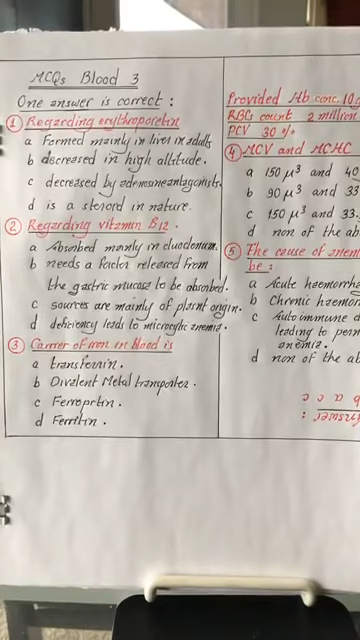 MCQs Blood 3
One answer is correct :
① Regarding erythropoietin
a Formed mainly in liver in adults
b decreased in high altitude.
c decreased by adenosine antagonists.
d is a steroid in nature.
② Regarding vitamin B12
a Absorbed mainly in duodenum.
b needs a factor released from
the gastric mucosa to be absorbed.
c sources are mainly of plant origin.
d deficiency leads to microcytic anemia.
③ Carrier of iron in blood is
a transferrin.
b Divalent Metal transporter.
c Ferroportin.
d Ferritin.
Provided Hb conc. 10 g
RBCs count 2 million
PCV 30 %
④ MCV and MCHC
a 150 µ³ and 40
b 90 µ³ and 33
c 150 µ³ and 33.
d non of the ab
⑤ The cause of anem
be :
a Acute haemorrha
b Chronic haemor
c Autoimmune d
leading to pern
anemia.
d non of the ab
Answer :
b a c c